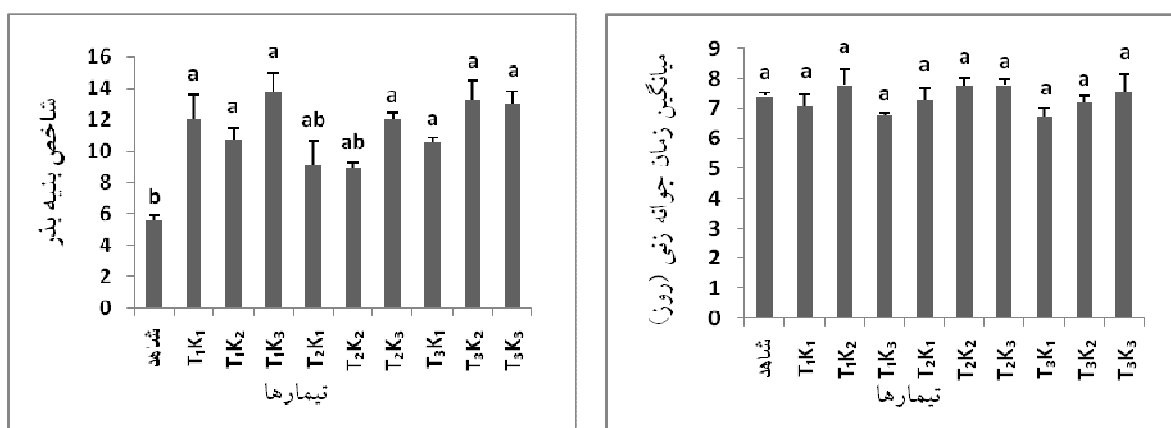 شاخص بنیه بذر
16
14
12
10
8
6
4
2
0
b a a a ab ab a a a a
شاهد T₁K₁ T₁K₂ T₁K₃ T₂K₁ T₂K₂ T₂K₃ T₃K₁ T₃K₂ T₃K₃
تیمارها
میانگین زمان جوانه زنی (روز)
9
8
7
6
5
4
3
2
1
0
a a a a a a a a a a
شاهد T₁K₁ T₁K₂ T₁K₃ T₂K₁ T₂K₂ T₂K₃ T₃K₁ T₃K₂ T₃K₃
تیمارها